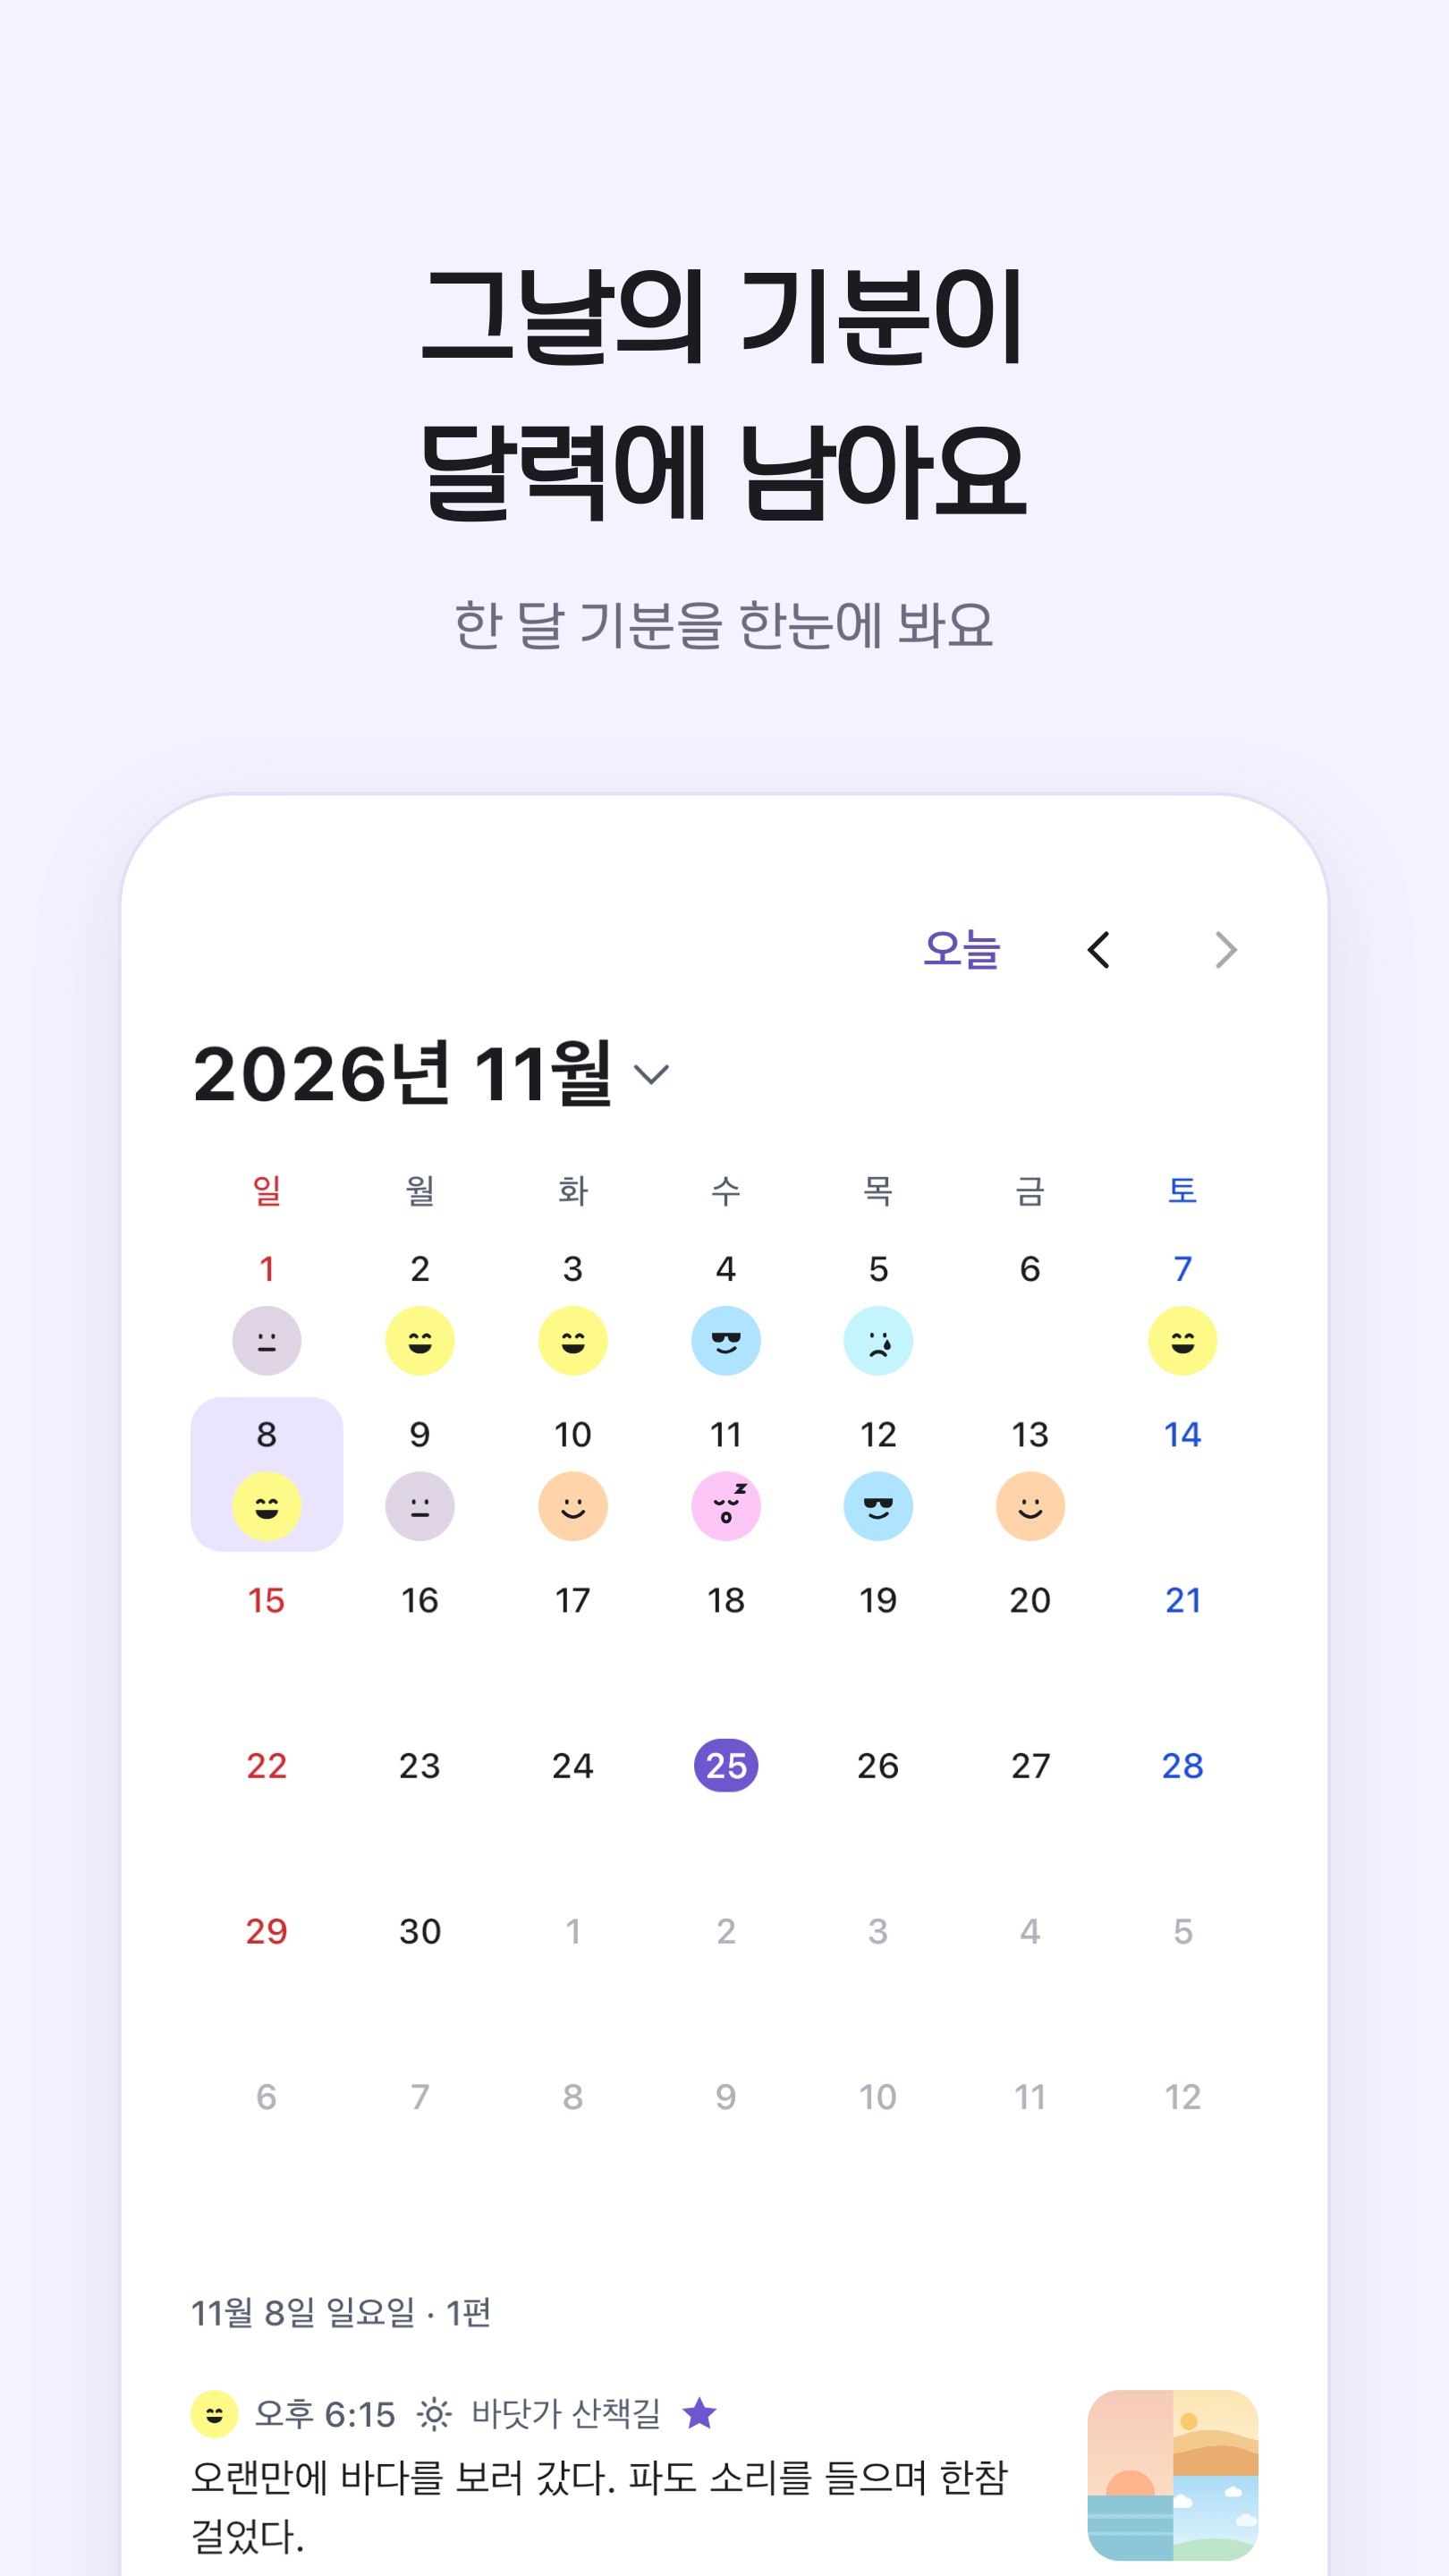 그날의 기분이
달력에 남아요
한 달 기분을 한눈에 봐요
오늘
2026년 11월
일 월 화 수 목 금 토
1 2 3 4 5 6 7
8 9 10 11 12 13 14
15 16 17 18 19 20 21
22 23 24 25 26 27 28
29 30 1 2 3 4 5
6 7 8 9 10 11 12
11월 8일 일요일 · 1편
오후 6:15 바닷가 산책길
오랜만에 바다를 보러 갔다. 파도 소리를 들으며 한참
걸었다.